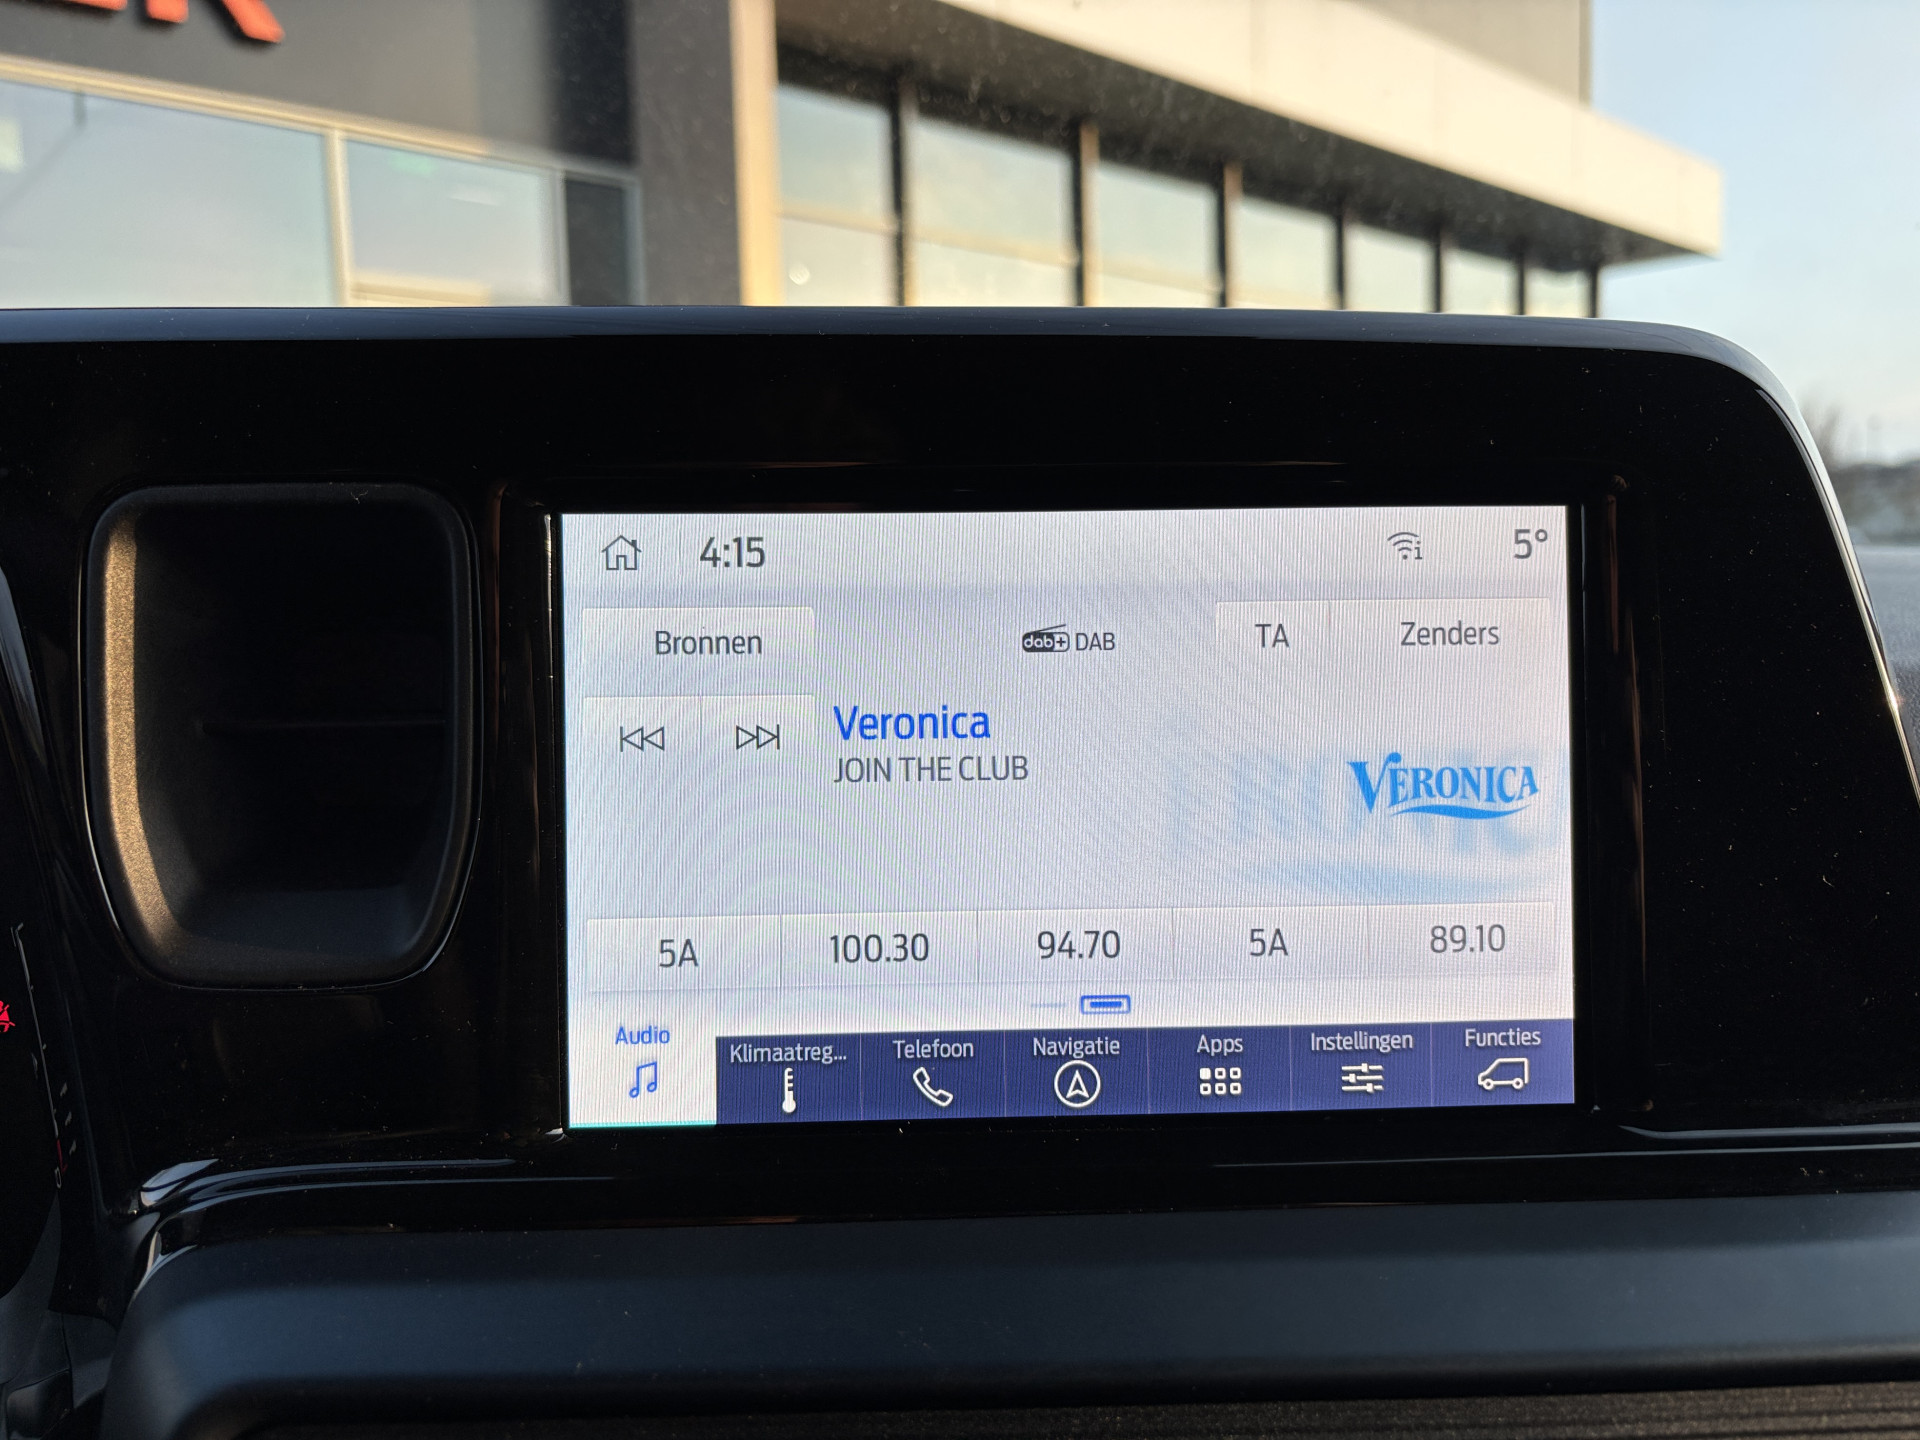 4:15
5°
Bronnen
dab+ DAB
TA
Zenders
Veronica
JOIN THE CLUB
VERONICA
5A
100.30
94.70
5A
89.10
Audio
Klimaatreg...
Telefoon
Navigatie
Apps
Instellingen
Functies